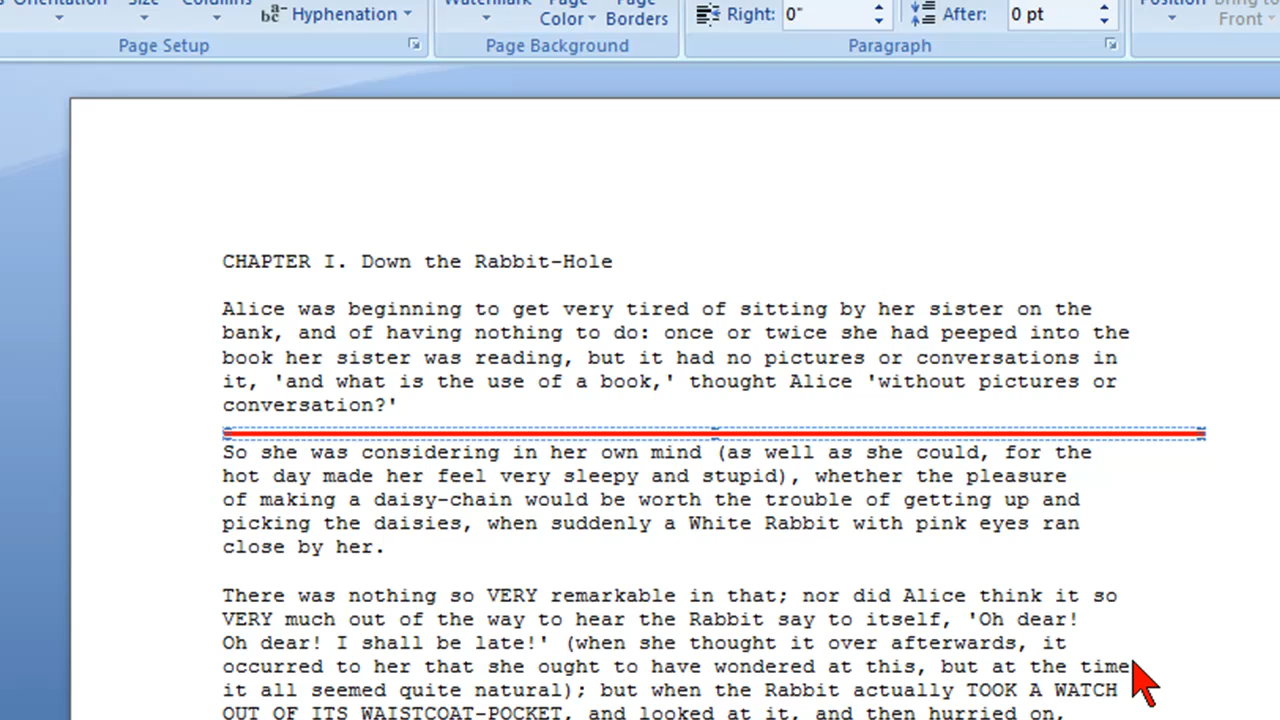 Orientation Size Columns
Hyphenation
Page Setup
Watermark Page Color Page Borders
Page Background
Right: 0" After: 0 pt
Paragraph
Position Bring to Front
CHAPTER I. Down the Rabbit-Hole
Alice was beginning to get very tired of sitting by her sister on the
bank, and of having nothing to do: once or twice she had peeped into the
book her sister was reading, but it had no pictures or conversations in
it, 'and what is the use of a book,' thought Alice 'without pictures or
conversation?'
So she was considering in her own mind (as well as she could, for the
hot day made her feel very sleepy and stupid), whether the pleasure
of making a daisy-chain would be worth the trouble of getting up and
picking the daisies, when suddenly a White Rabbit with pink eyes ran
close by her.
There was nothing so VERY remarkable in that; nor did Alice think it so
VERY much out of the way to hear the Rabbit say to itself, 'Oh dear!
Oh dear! I shall be late!' (when she thought it over afterwards, it
occurred to her that she ought to have wondered at this, but at the time
it all seemed quite natural); but when the Rabbit actually TOOK A WATCH
OUT OF ITS WAISTCOAT-POCKET, and looked at it, and then hurried on,